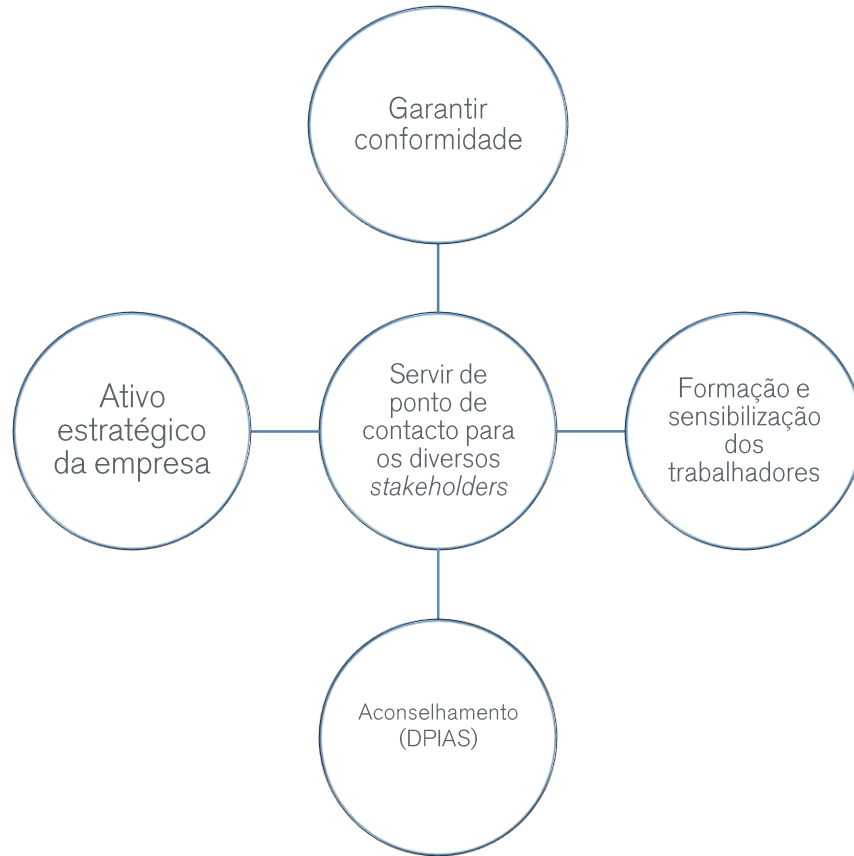 Garantir
conformidade
Ativo
estratégico
da empresa
Servir de
ponto de
contacto para
os diversos
stakeholders
Formação e
sensibilização
dos
trabalhadores
Aconselhamento
(DPIAS)